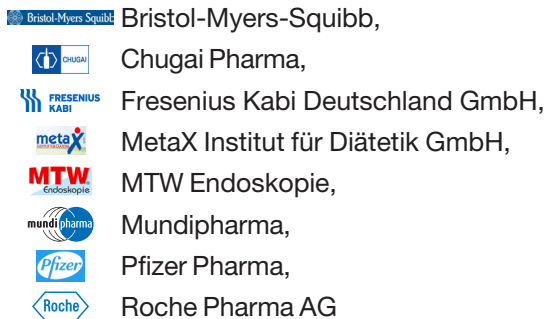 Bristol-Myers Squibb Bristol-Myers-Squibb,
CHUGAI Chugai Pharma,
FRESENIUS KABI Fresenius Kabi Deutschland GmbH,
metaX MetaX Institut für Diätetik GmbH,
MTW Endoskopie MTW Endoskopie,
mundipharma Mundipharma,
Pfizer Pfizer Pharma,
Roche Roche Pharma AG